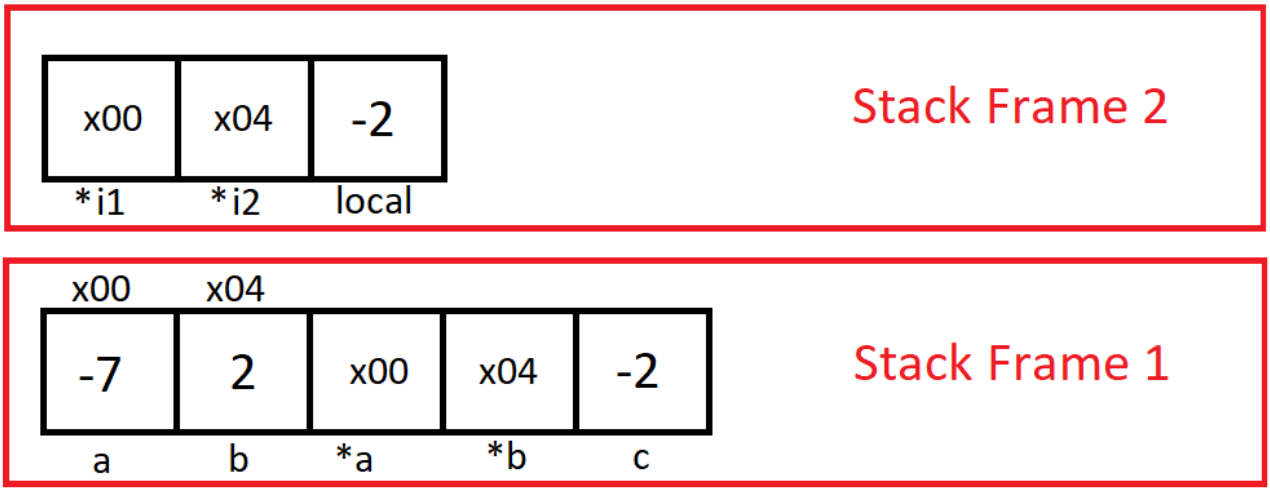 x00 x04 -2
Stack Frame 2
*i1 *i2 local
x00 x04
-7 2 x00 x04 -2
Stack Frame 1
a b *a *b c